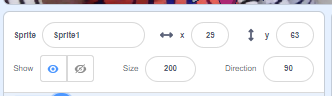 Sprite Sprite1 x 29 y 63
Show Size 200 Direction 90